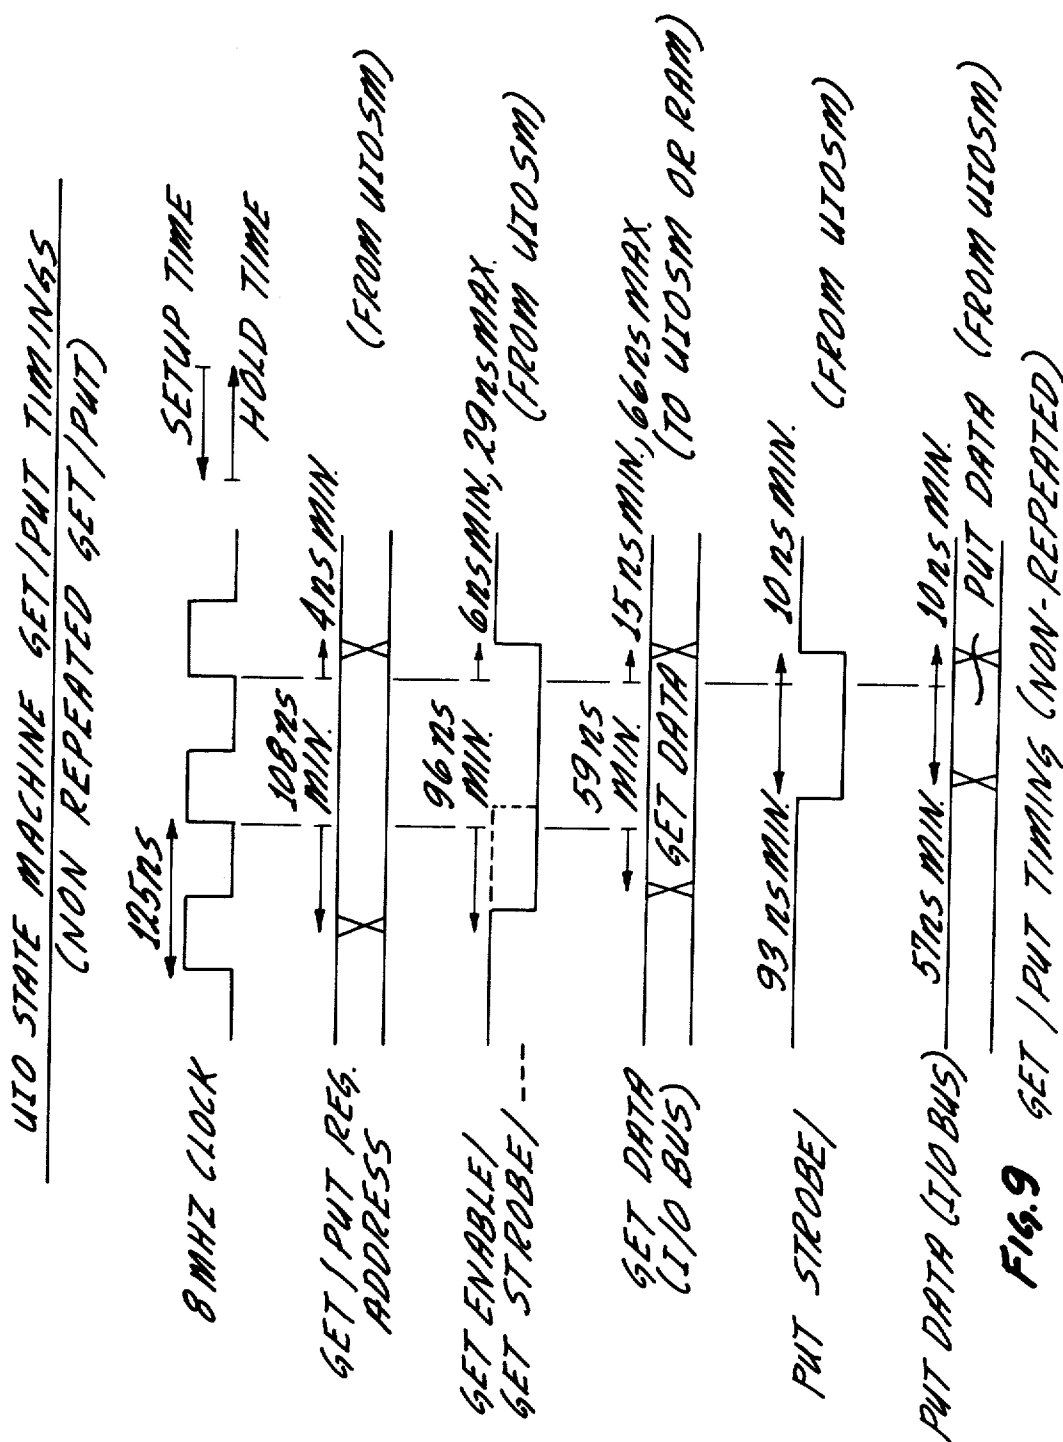 UIO STATE MACHINE GET/PUT TIMINGS
(NON REPEATED GET/PUT)
8 MHZ CLOCK
125ns
SETUP TIME
HOLD TIME
GET/PUT REG.
ADDRESS
108ns
MIN.
4ns MIN.
(FROM UIOSM)
GET ENABLE/
GET STROBE/ ---
96ns
MIN.
6ns MIN, 29ns MAX.
(FROM UIOSM)
GET DATA
(I/O BUS)
59ns
MIN.
GET DATA
15ns MIN, 66ns MAX.
(TO UIOSM OR RAM)
PUT STROBE/
93ns MIN.
10ns MIN.
(FROM UIOSM)
PUT DATA (I/O BUS)
57ns MIN.
10ns MIN.
PUT DATA
(FROM UIOSM)
FIG. 9
GET/PUT TIMING (NON-REPEATED)